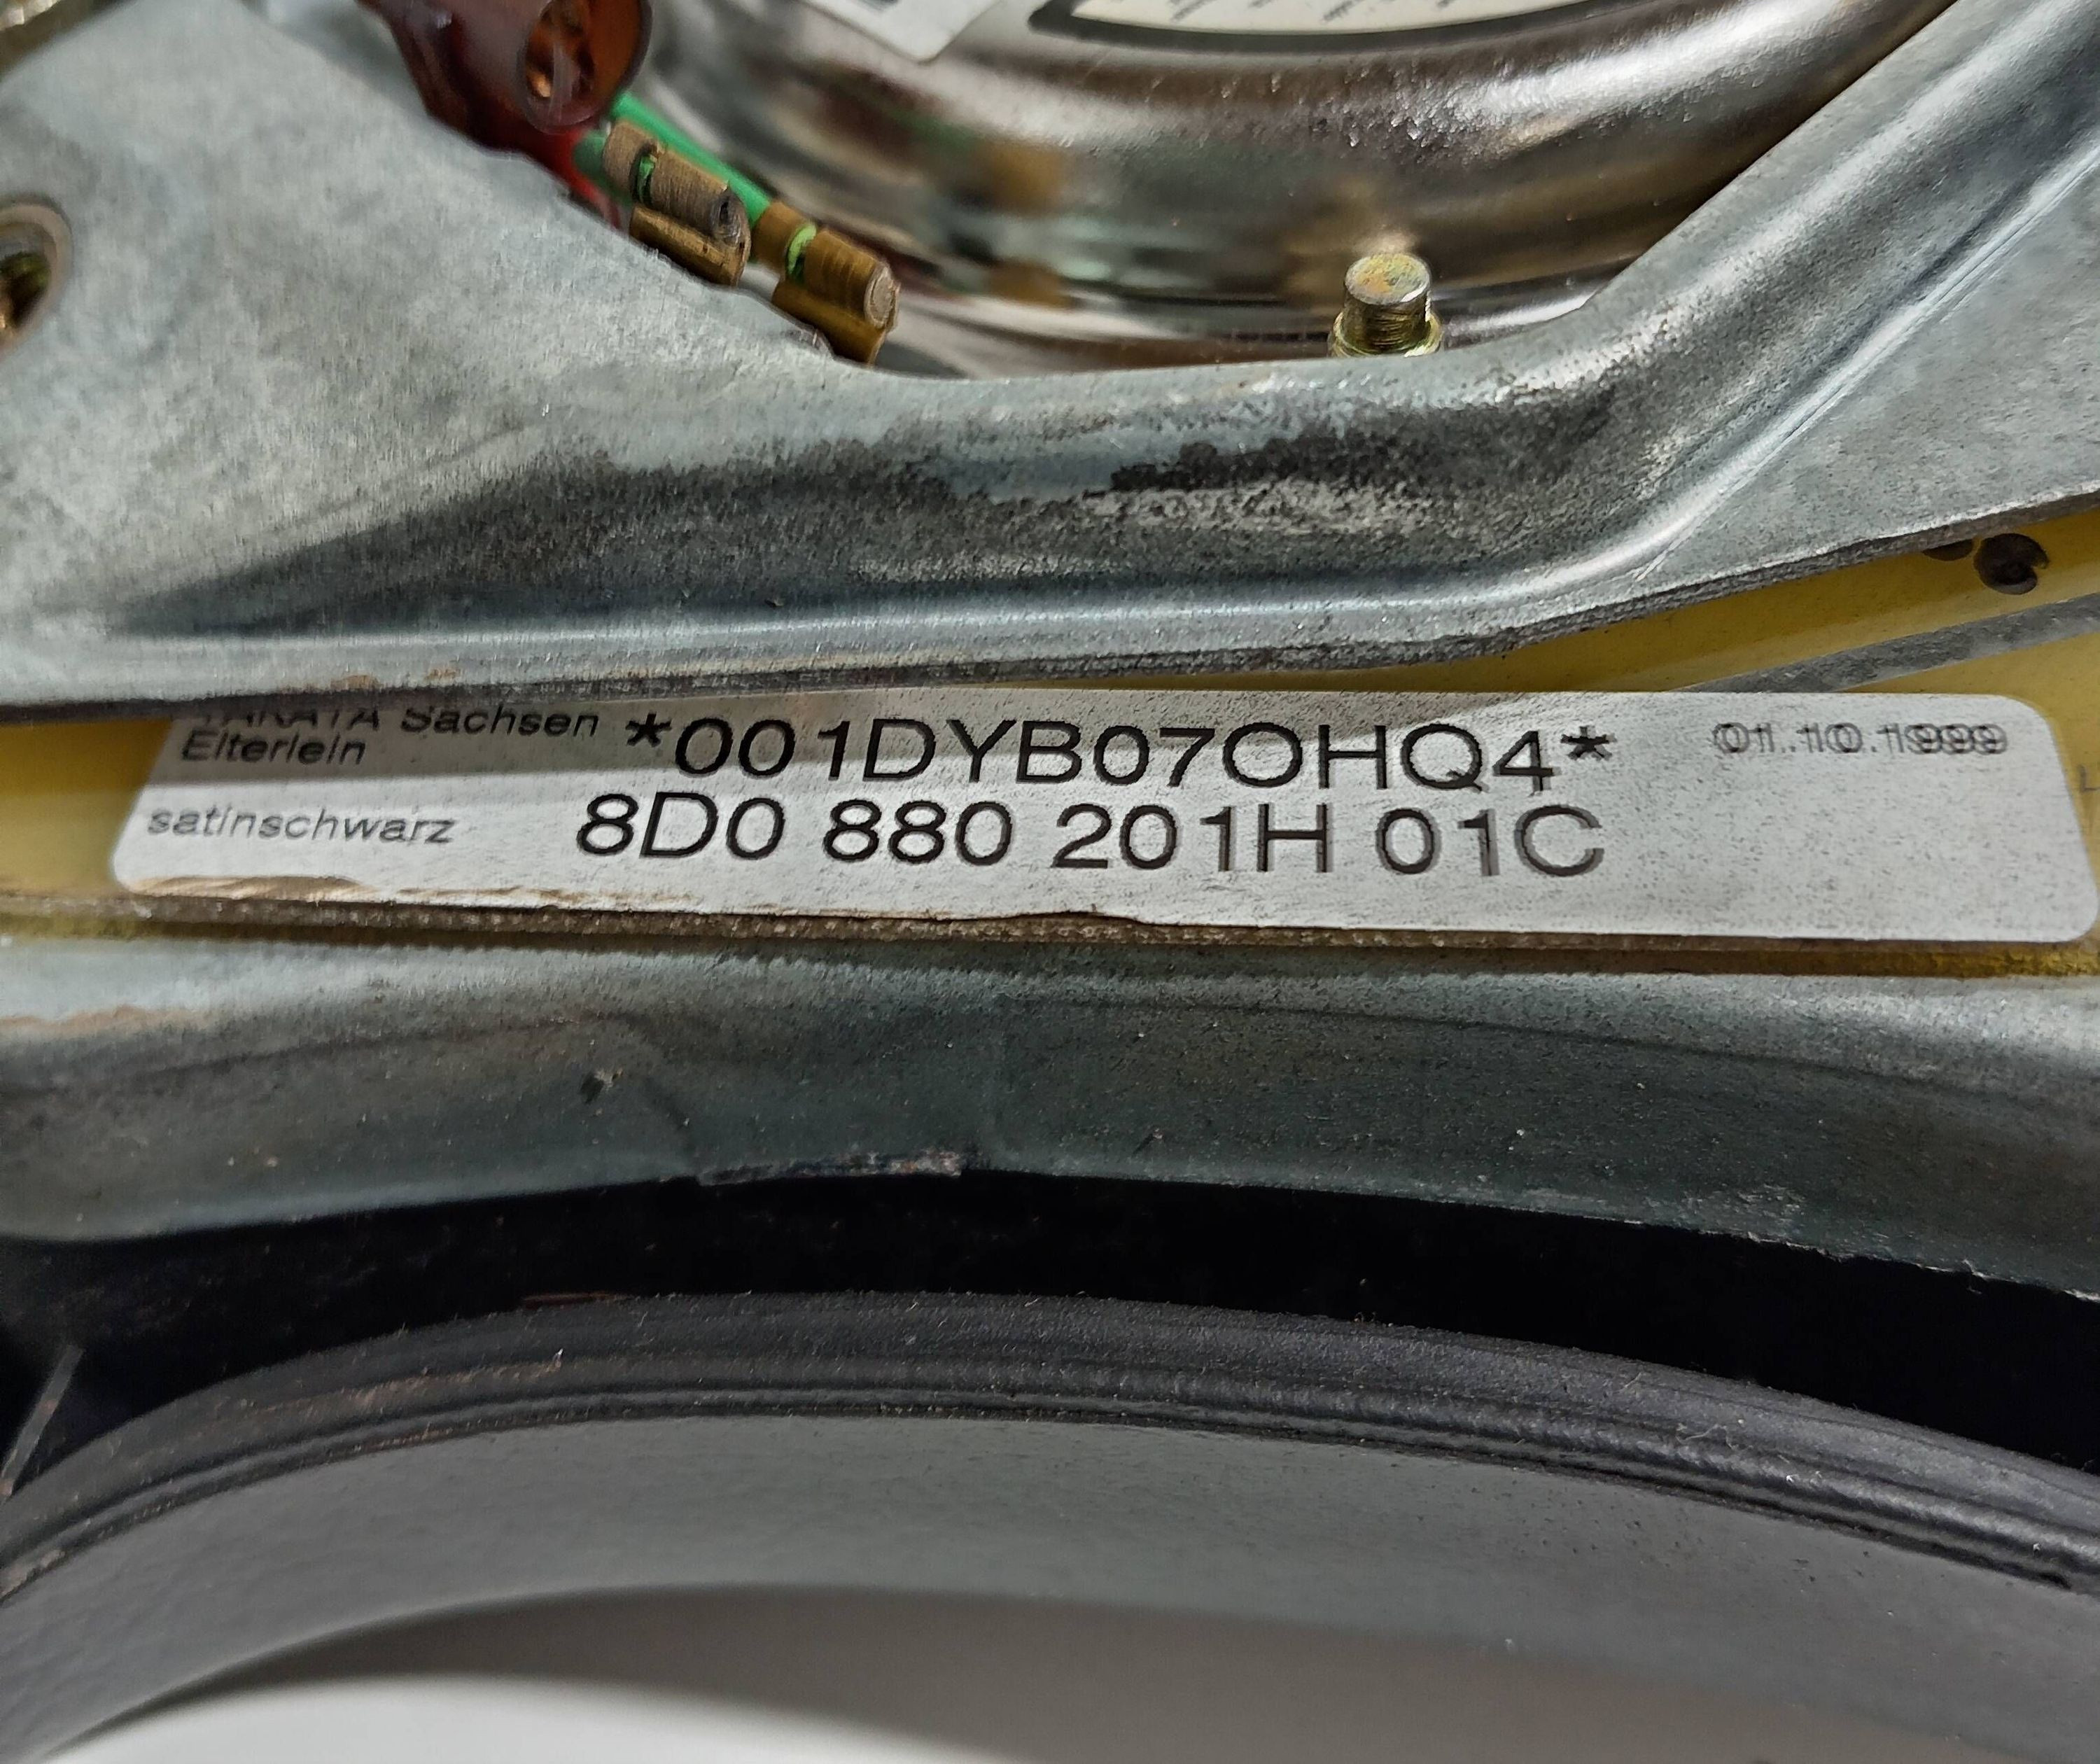 TAKATA Sachsen *001DYB07OHQ4* 01.10.1999
Elterlein
satinschwarz 8D0 880 201H 01C